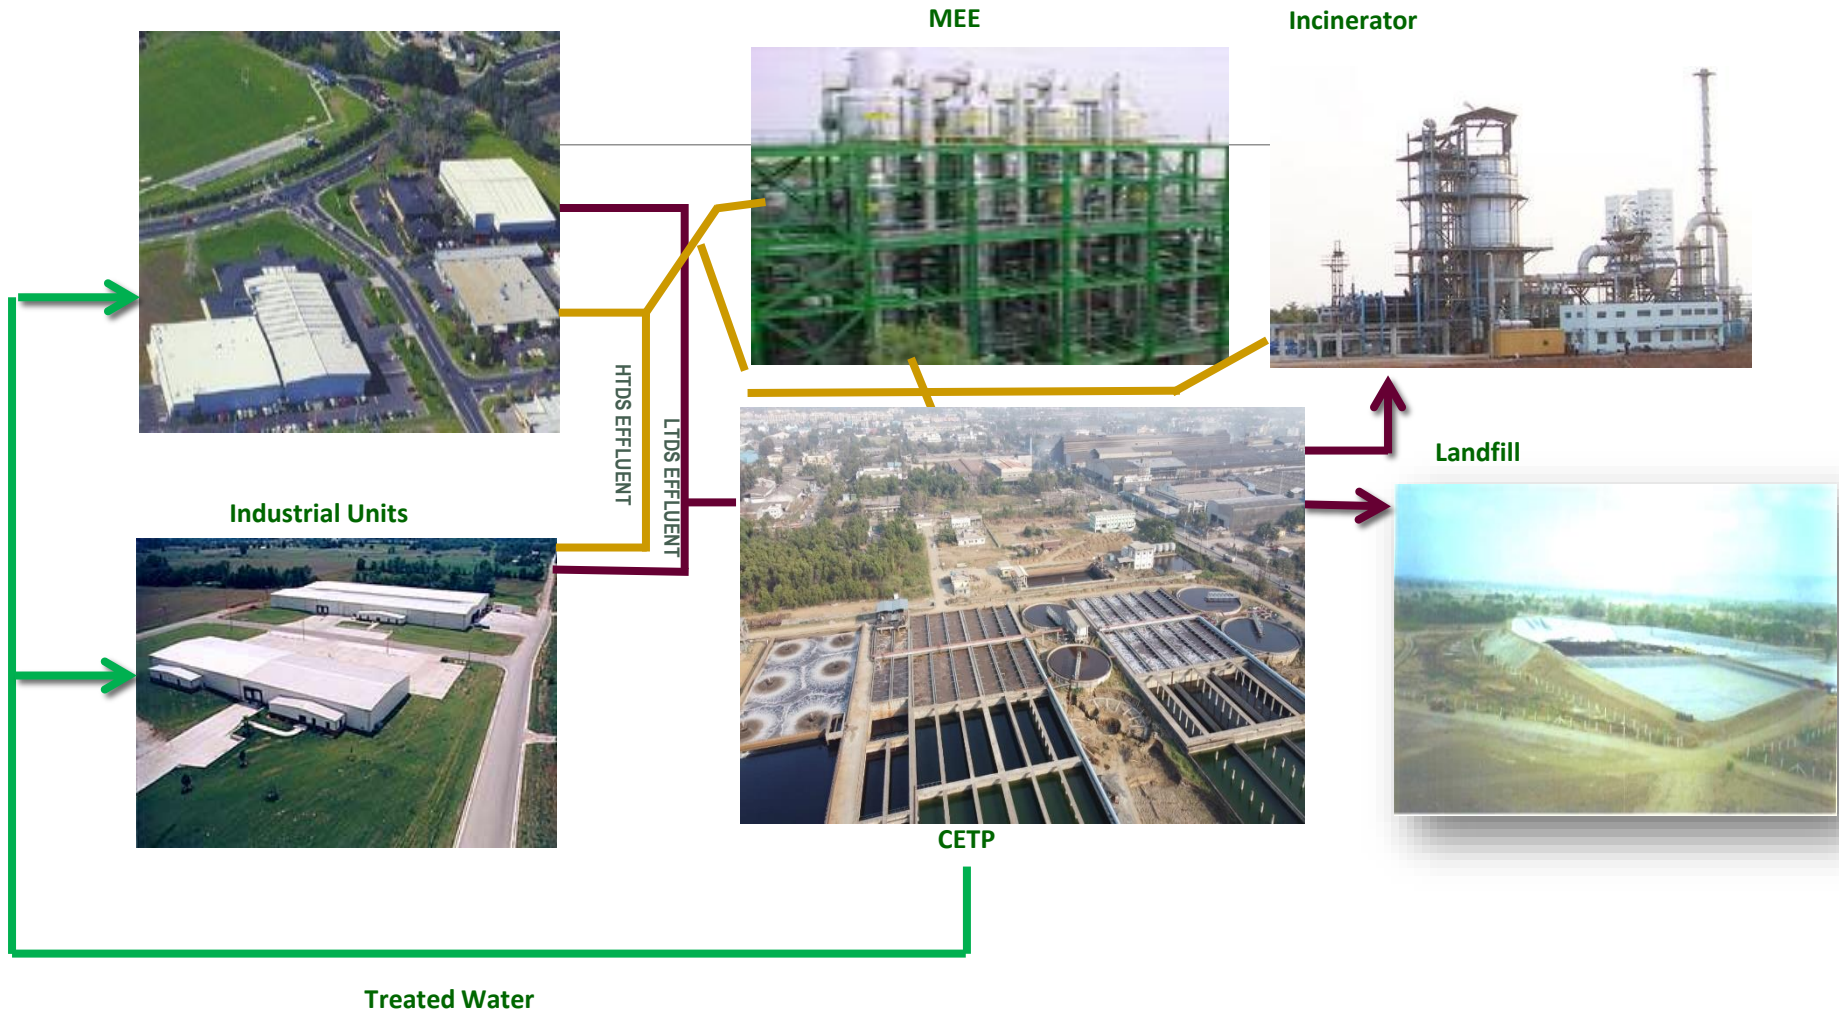 MEE
Incinerator
HTDS EFFLUENT
LTDS EFFLUENT
Landfill
Industrial Units
CETP
Treated Water